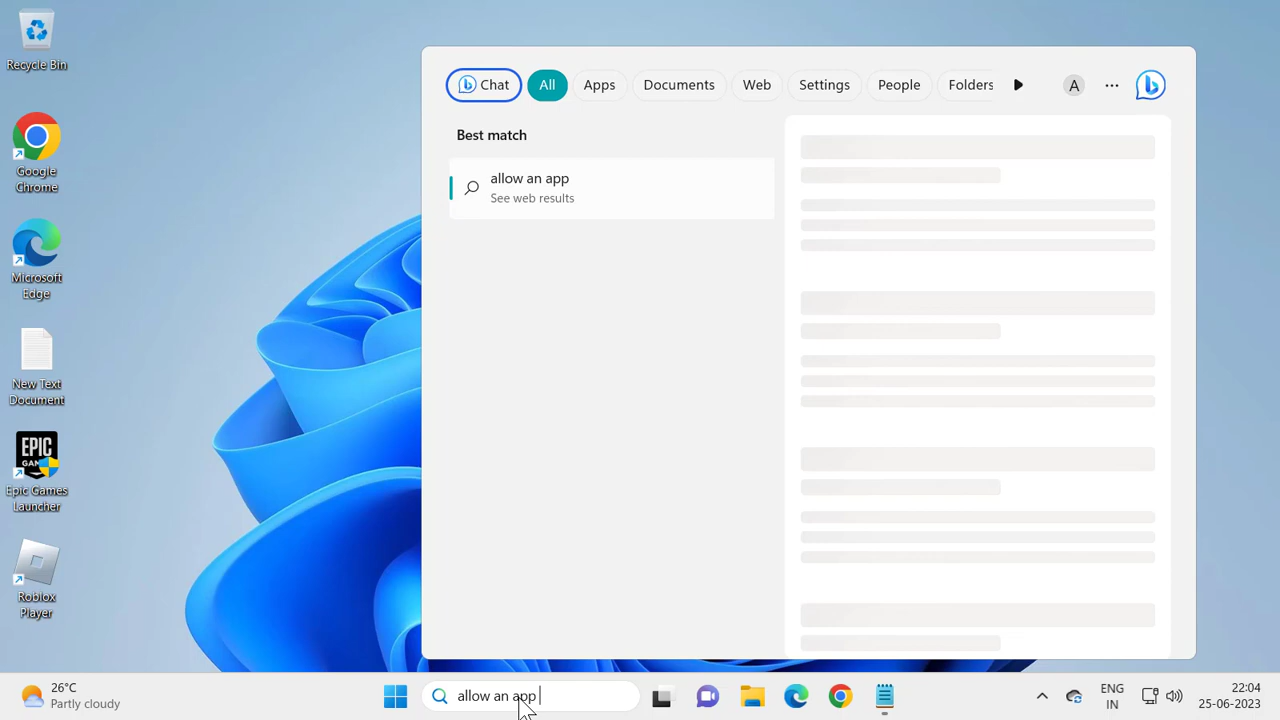 Recycle Bin
Google
Chrome
Microsoft
Edge
New Text
Document
EPIC
GAMES
Epic Games
Launcher
Roblox
Player
Chat
All
Apps
Documents
Web
Settings
People
Folders
A
Best match
allow an app
See web results
26°C
Partly cloudy
allow an app
ENG
IN
22:04
25-06-2023